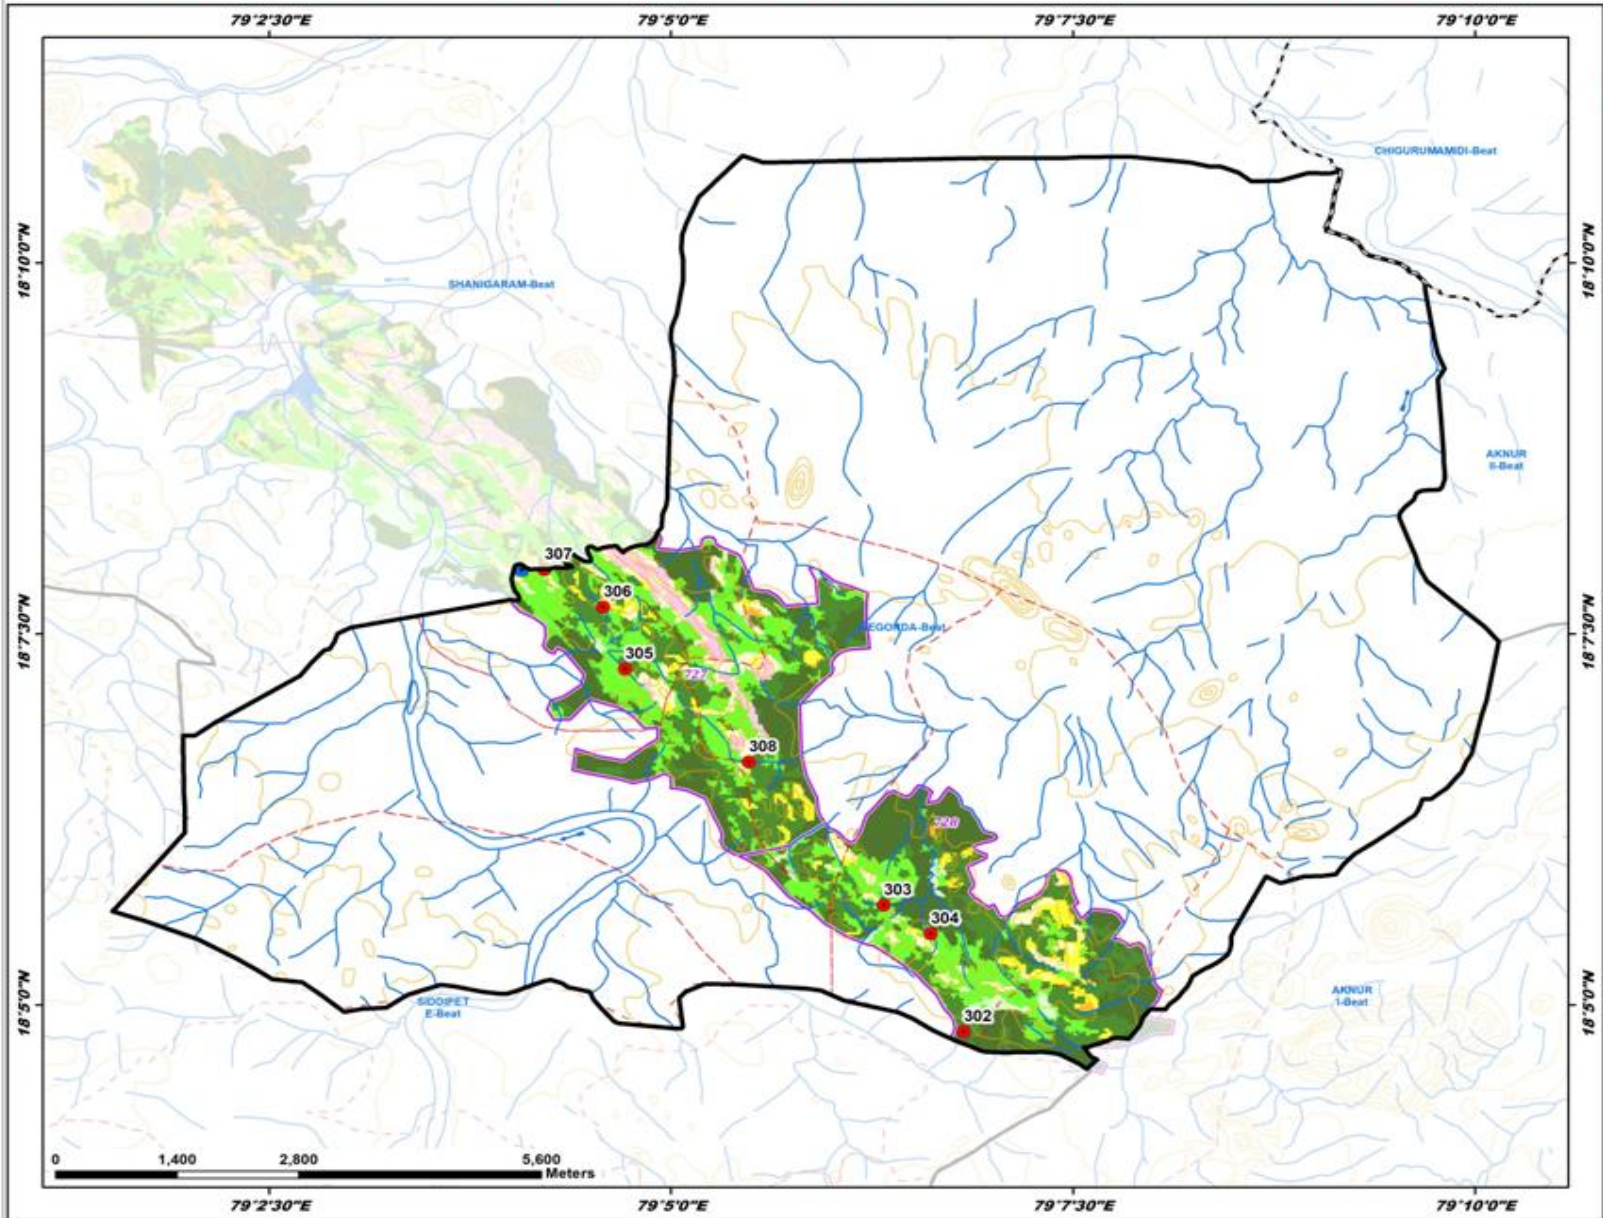 79°2'30"E
79°5'0"E
79°7'30"E
79°10'0"E
CHIGURUMAMIDI-Beat
18°10'0"N
18°10'0"N
SHANIGARAM-Beat
AKNUR
II-Beat
307
306
18°7'30"N
18°7'30"N
305
727
308
728
303
304
AKNUR
I-Beat
SIDDIPET
E-Beat
18°5'0"N
18°5'0"N
302
0
1,400
2,800
5,600
Meters
79°2'30"E
79°5'0"E
79°7'30"E
79°10'0"E